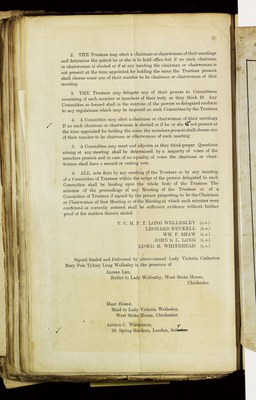 2. THE Trustees may elect a chairman or chairwoman of their meetings
and determine the period he or she is to hold office but if no such chairman
or chairwoman is elected or if at any meeting the chairman or chairwoman is
not present at the time appointed for holding the same the Trustees present
shall choose some one of their number to be chairman or chairwoman of that
meeting
3. THE Trustees may delegate any of their powers to Committees
consisting of such member or members of their body as they think fit Any
Committee so formed shall in the exercise of the powers so delegated conform
to any regulations which may be imposed on such Committee by the Trustees
4. A Committee may elect a chairman or chairwoman of their meetings
If no such chairman or chairwoman is elected or if he or she is not present at
the time appointed for holding the same the members present shall choose one
of their number to be chairman or chairwoman of such meeting
5. A Committee may meet and adjourn as they think proper Questions
arising at any meeting shall be determined by a majority of votes of the
members present and in case of an equality of votes the chairman or chair-
woman shall have a second or casting vote
6. ALL acts done by any meeting of the Trustees or by any meeting
of a Committee of Trustees within the scope of the powers delegated to such
Committee shall be binding upon the whole body of the Trustees The
minutes of the proceedings at any Meeting of the Trustees or of a
Committee of Trustees if signed by the person purporting to be the Chairman
or Chairwoman of that Meeting or of the Meeting at which such minutes were
confirmed as correctly entered shall be sufficient evidence without further
proof of the matters therein stated
V. C. M. P. T. LONG WELLESLEY (L.S.)
LEONARD BUCKELL (L.S.)
WM. F. SHAW (L.S.)
JOHN S. L. LONG (L.S.)
EDWD. H. WHITEHEAD (L.S.)
Signed Sealed and Delivered by above-named Lady Victoria Catherine
Mary Pole Tylney Long Wellesley in the presence of
ALFRED LEE,
Butler to Lady Wellesley, West Stoke House,
Chichester.
MARY HORNE,
Maid to Lady Victoria Wellesley,
West Stoke House, Chichester.
ARTHUR C. WHITEHEAD,
20, Spring Gardens, London,